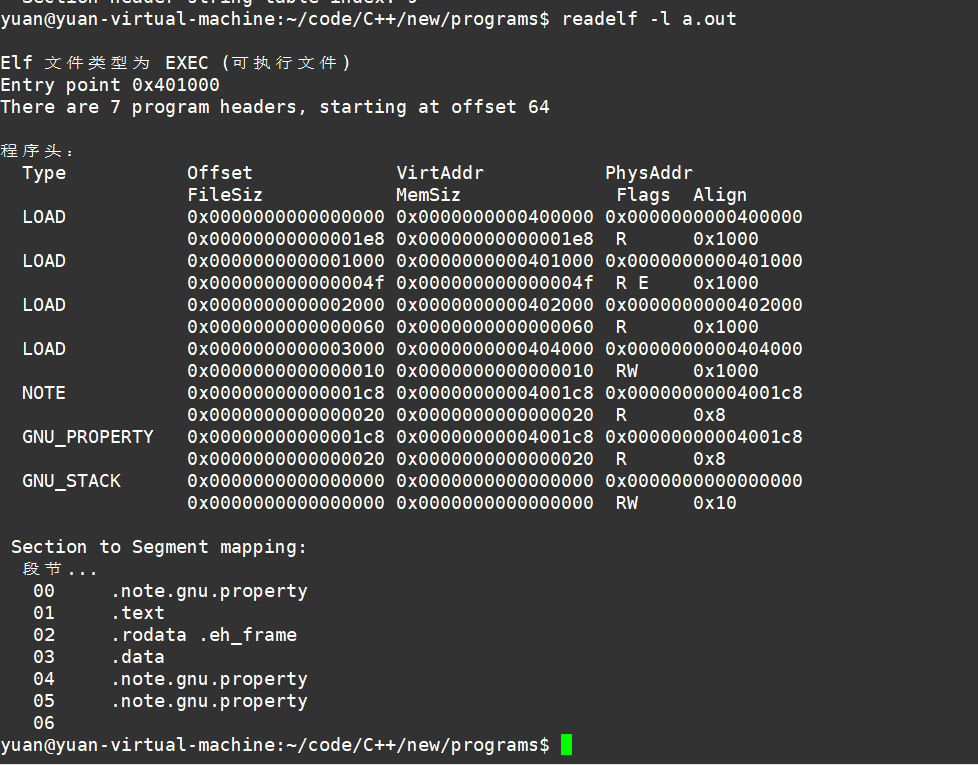 Section header string table index: 9
yuan@yuan-virtual-machine:~/code/C++/new/programs$ readelf -l a.out
Elf 文件类型为 EXEC (可执行文件)
Entry point 0x401000
There are 7 program headers, starting at offset 64
程序头：
Type Offset VirtAddr PhysAddr
FileSiz MemSiz Flags Align
LOAD 0x0000000000000000 0x0000000000400000 0x0000000000400000
0x00000000000001e8 0x00000000000001e8 R 0x1000
LOAD 0x0000000000001000 0x0000000000401000 0x0000000000401000
0x000000000000004f 0x000000000000004f R E 0x1000
LOAD 0x0000000000002000 0x0000000000402000 0x0000000000402000
0x0000000000000060 0x0000000000000060 R 0x1000
LOAD 0x0000000000003000 0x0000000000404000 0x0000000000404000
0x0000000000000010 0x0000000000000010 RW 0x1000
NOTE 0x00000000000001c8 0x00000000004001c8 0x00000000004001c8
0x0000000000000020 0x0000000000000020 R 0x8
GNU_PROPERTY 0x00000000000001c8 0x00000000004001c8 0x00000000004001c8
0x0000000000000020 0x0000000000000020 R 0x8
GNU_STACK 0x0000000000000000 0x0000000000000000 0x0000000000000000
0x0000000000000000 0x0000000000000000 RW 0x10
Section to Segment mapping:
段节...
00 .note.gnu.property
01 .text
02 .rodata .eh_frame
03 .data
04 .note.gnu.property
05 .note.gnu.property
06
yuan@yuan-virtual-machine:~/code/C++/new/programs$